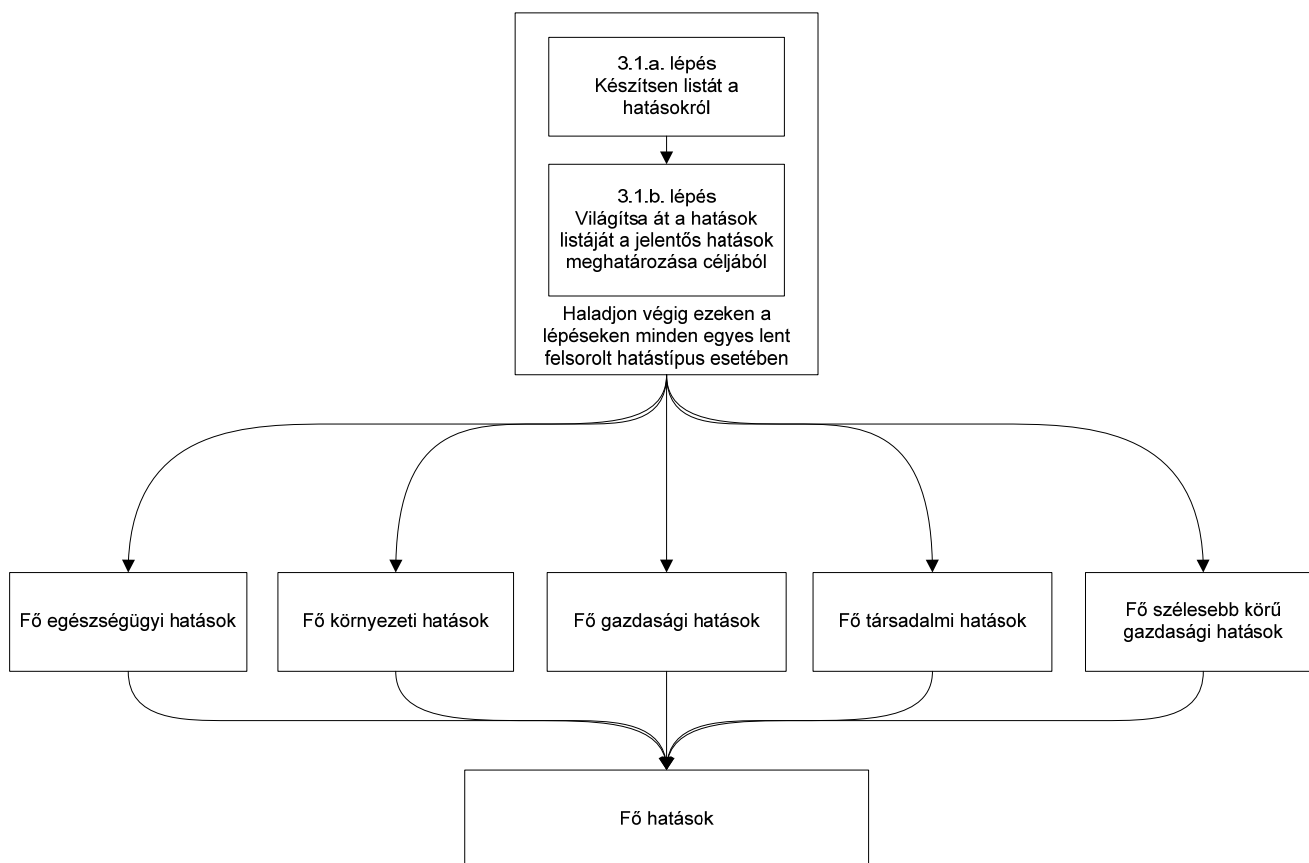 3.1.a. lépés
Készítsen listát a
hatásokról
3.1.b. lépés
Világítsa át a hatások
listáját a jelentős hatások
meghatározása céljából
Haladjon végig ezeken a
lépéseken minden egyes lent
felsorolt hatástípus esetében
Fő egészségügyi hatások
Fő környezeti hatások
Fő gazdasági hatások
Fő társadalmi hatások
Fő szélesebb körű
gazdasági hatások
Fő hatások